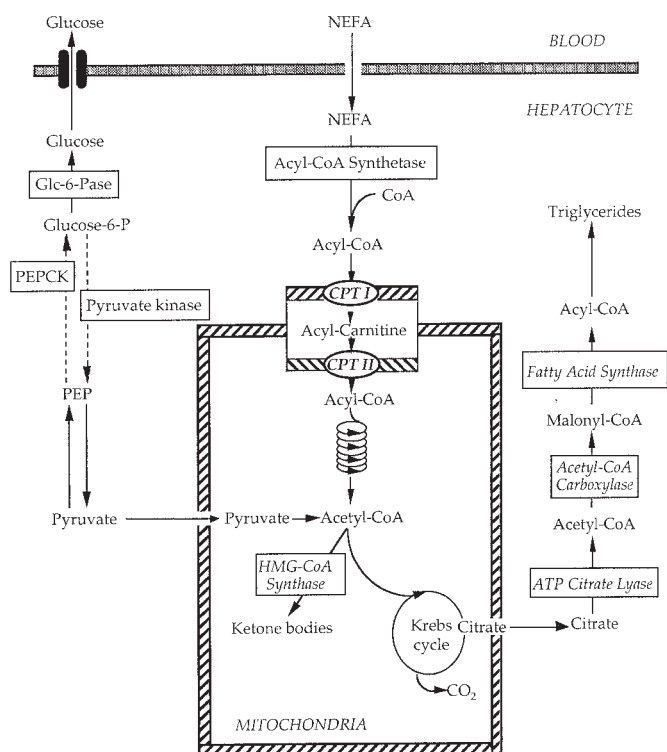 Glucose
NEFA
BLOOD
HEPATOCYTE
NEFA
Glucose
Acyl-CoA Synthetase
Glc-6-Pase
CoA
Glucose-6-P
Triglycerides
Acyl-CoA
PEPCK
CPT I
Pyruvate kinase
Acyl-CoA
Acyl-Carnitine
CPT II
Fatty Acid Synthase
PEP
Acyl-CoA
Malonyl-CoA
Acetyl-CoA
Carboxylase
Pyruvate
Pyruvate
Acetyl-CoA
Acetyl-CoA
HMG-CoA
Synthase
ATP Citrate Lyase
Ketone bodies
Krebs
cycle
Citrate
Citrate
CO2
MITOCHONDRIA